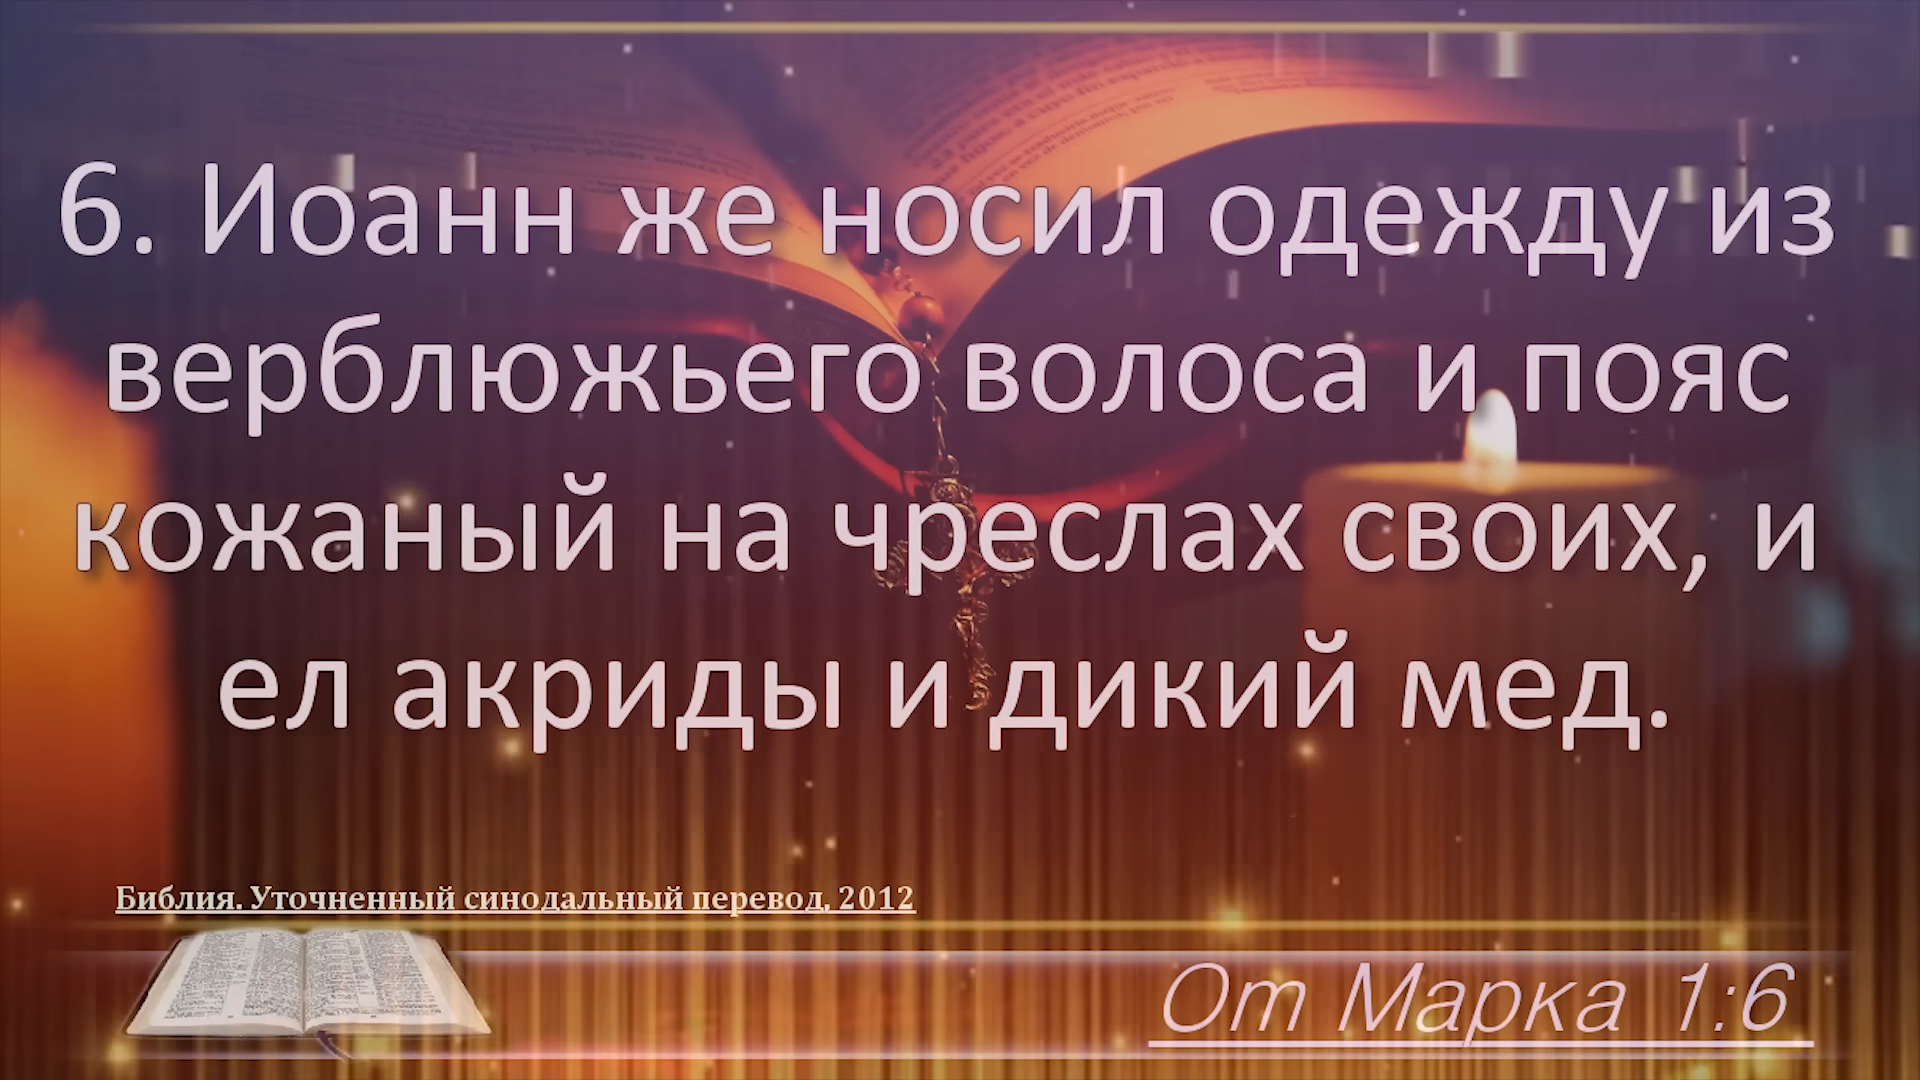 6. Иоанн же носил одежду из
верблюжьего волоса и пояс
кожаный на чреслах своих, и
ел акриды и дикий мед.
Библия. Уточненный синодальный перевод, 2012
От Марка 1:6